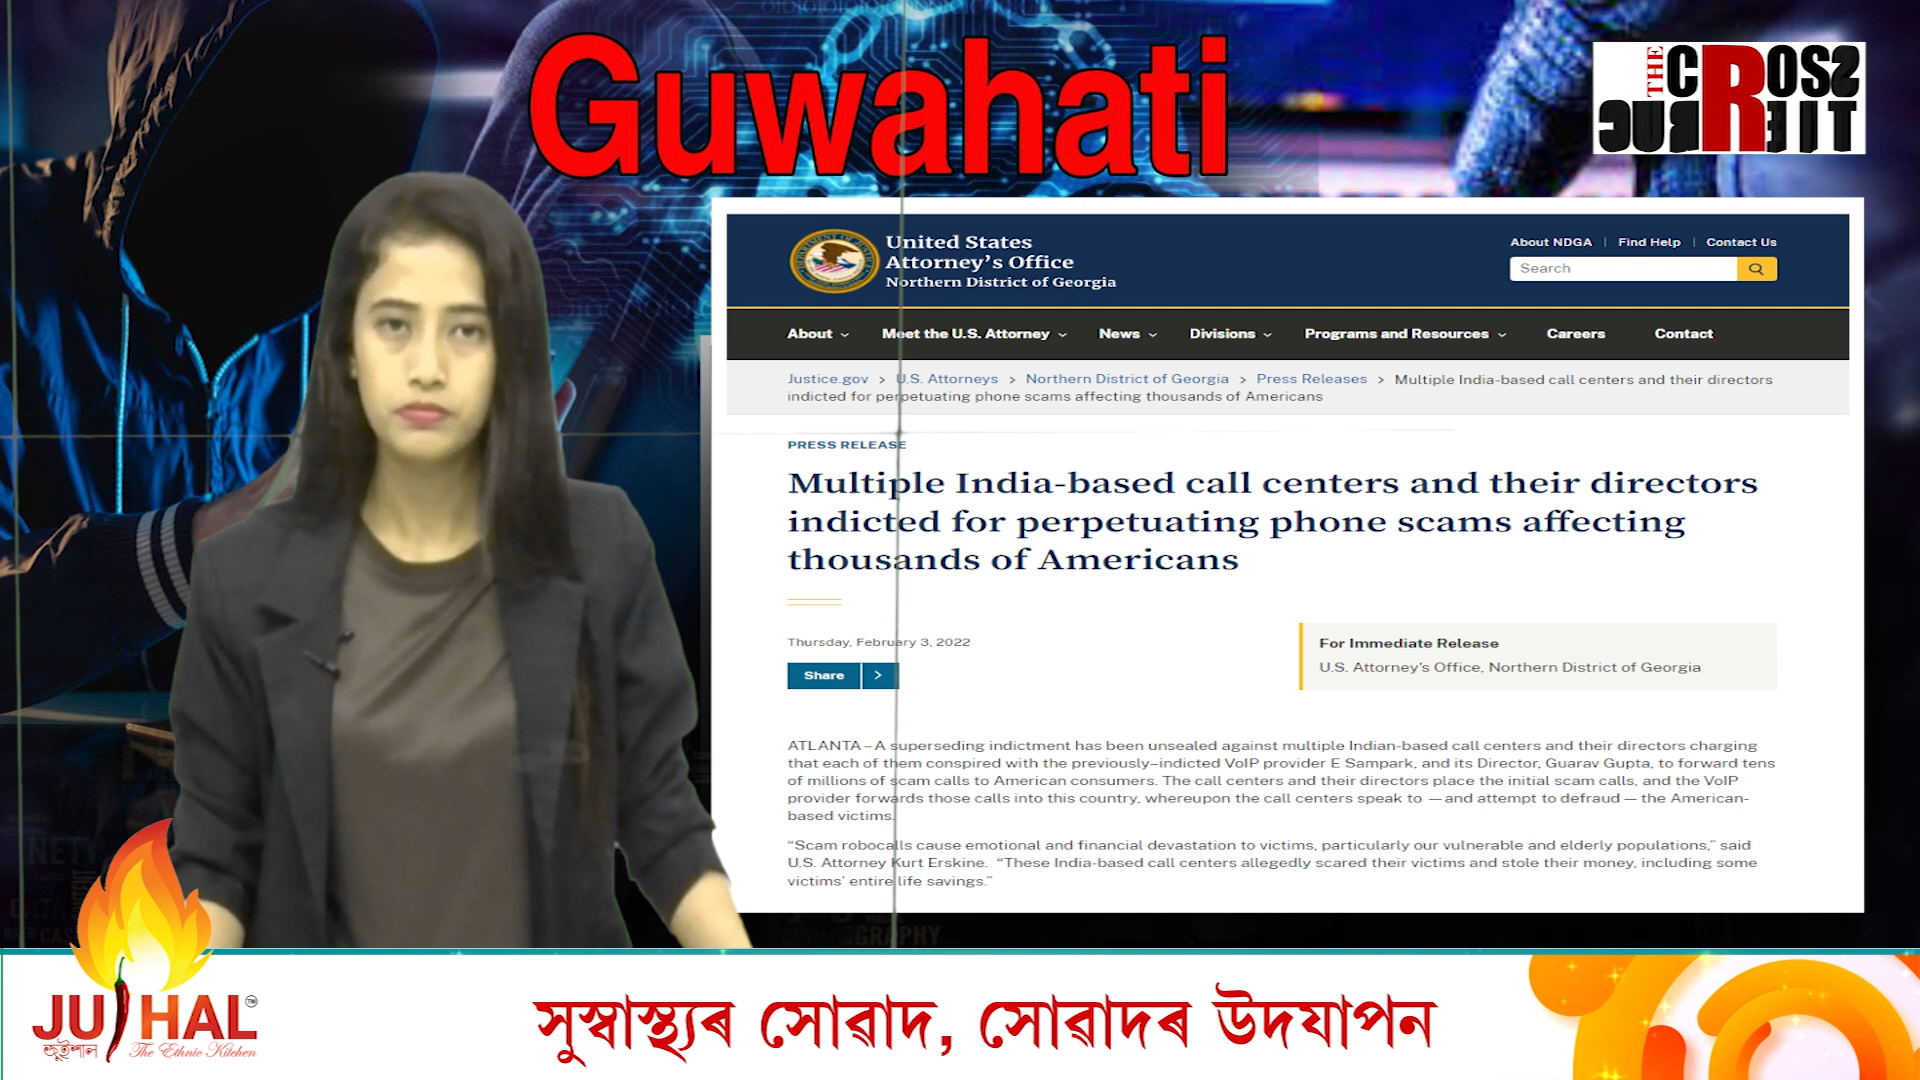 Guwahati
THE CROSS
CURRENT
United States
Attorney's Office
Northern District of Georgia
About NDGA | Find Help | Contact Us
Search
About Meet the U.S. Attorney News Divisions Programs and Resources Careers Contact
Justice.gov > U.S. Attorneys > Northern District of Georgia > Press Releases > Multiple India-based call centers and their directors
indicted for perpetuating phone scams affecting thousands of Americans
PRESS RELEASE
Multiple India-based call centers and their directors
indicted for perpetuating phone scams affecting
thousands of Americans
Thursday, February 3, 2022
Share >
For Immediate Release
U.S. Attorney's Office, Northern District of Georgia
ATLANTA – A superseding indictment has been unsealed against multiple Indian-based call centers and their directors charging
that each of them conspired with the previously–indicted VoIP provider E Sampark, and its Director, Guarav Gupta, to forward tens
of millions of scam calls to American consumers. The call centers and their directors place the initial scam calls, and the VoIP
provider forwards those calls into this country, whereupon the call centers speak to — and attempt to defraud — the American-
based victims.
“Scam robocalls cause emotional and financial devastation to victims, particularly our vulnerable and elderly populations,” said
U.S. Attorney Kurt Erskine. “These India-based call centers allegedly scared their victims and stole their money, including some
victims’ entire life savings.”
GRAPHY
JUHAL™
The Ethnic Kitchen
সুস্বাস্থ্যৰ সোৱাদ, সোৱাদৰ উদযাপন